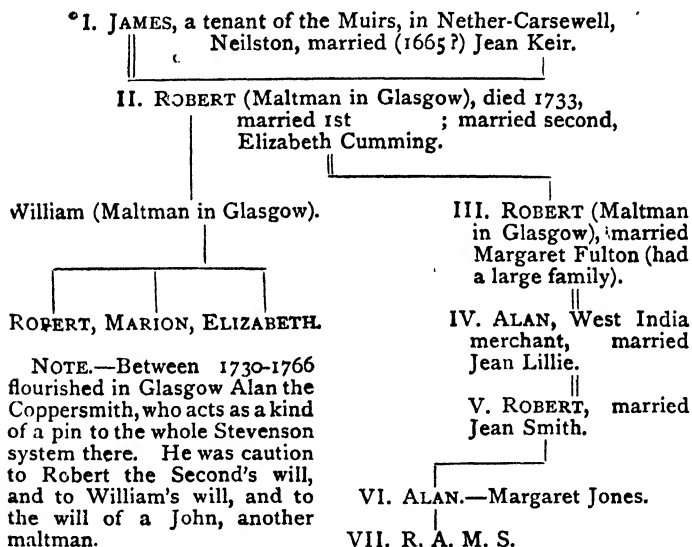 I. JAMES, a tenant of the Muirs, in Nether-Carsewell,
Neilston, married (1665?) Jean Keir.
II. ROBERT (Maltman in Glasgow), died 1733,
married 1st ; married second,
Elizabeth Cumming.
William (Maltman in Glasgow).
III. ROBERT (Maltman
in Glasgow), married
Margaret Fulton (had
a large family).
ROBERT, MARION, ELIZABETH.
IV. ALAN, West India
merchant, married
Jean Lillie.
V. ROBERT, married
Jean Smith.
VI. ALAN.—Margaret Jones.
VII. R. A. M. S.
NOTE.—Between 1730-1766
flourished in Glasgow Alan the
Coppersmith, who acts as a kind
of a pin to the whole Stevenson
system there. He was caution
to Robert the Second's will,
and to William's will, and to
the will of a John, another
maltman.